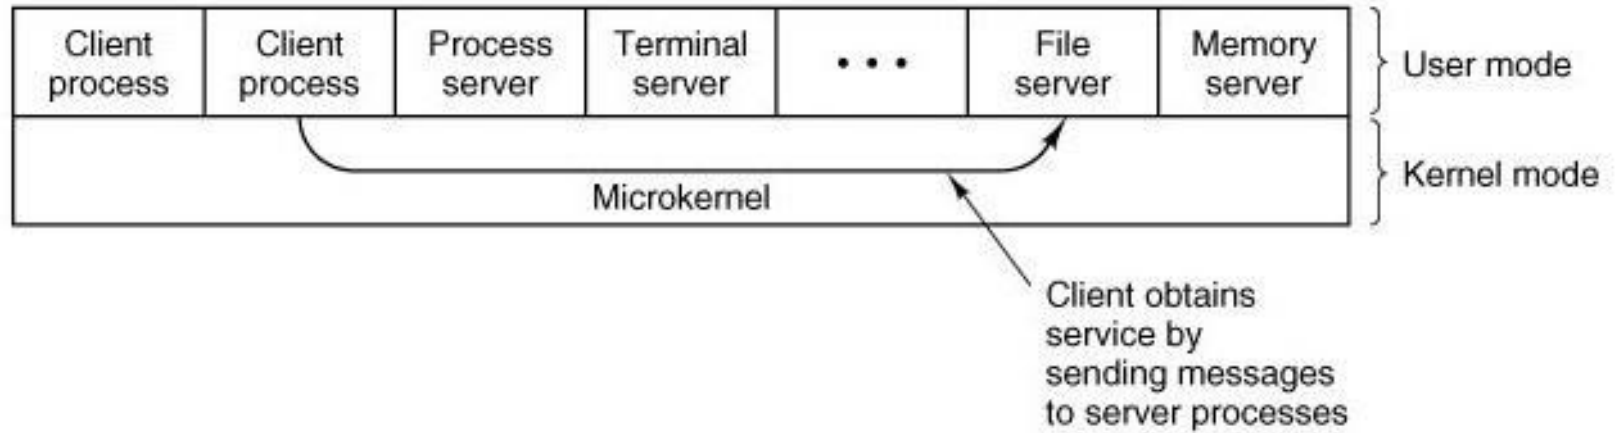 Client
process
Client
process
Process
server
Terminal
server
• • •
File
server
Memory
server
User mode
Microkernel
Kernel mode
Client obtains
service by
sending messages
to server processes